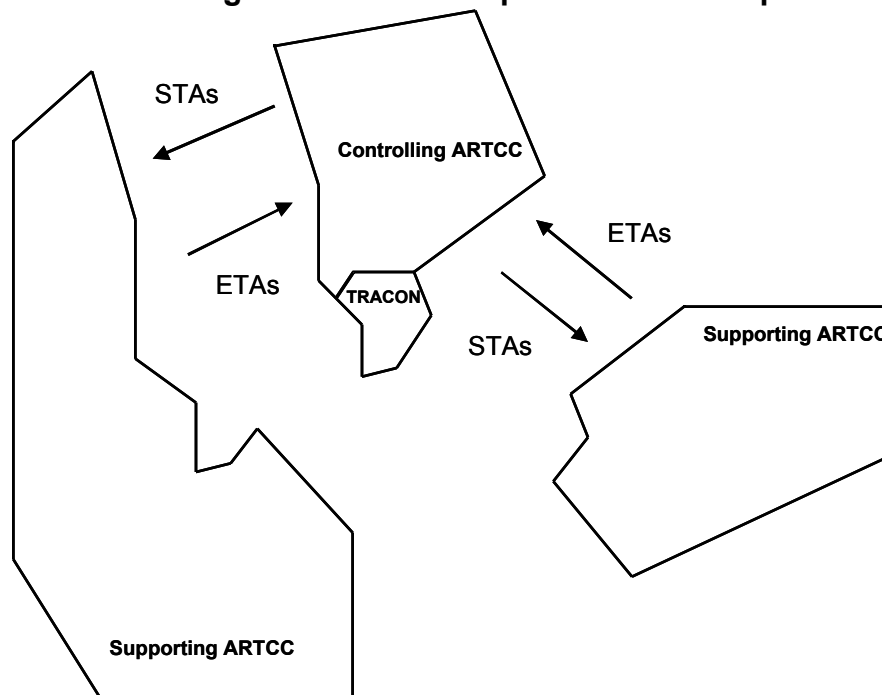 STAs
Controlling ARTCC
ETAs
ETAs
TRACON
STAs
Supporting ARTCC
Supporting ARTCC